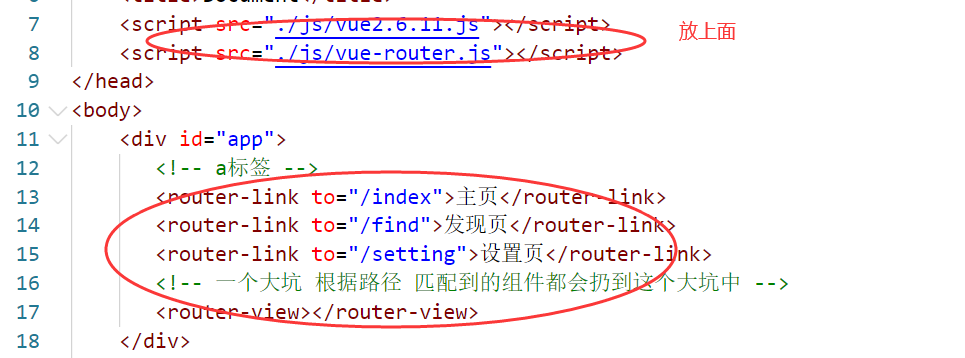 6 <title>Document</title>
7 <script src="./js/vue2.6.11.js"></script> 放上面
8 <script src="./js/vue-router.js"></script>
9 </head>
10 <body>
11 <div id="app">
12 <!-- a标签 -->
13 <router-link to="/index">主页</router-link>
14 <router-link to="/find">发现页</router-link>
15 <router-link to="/setting">设置页</router-link>
16 <!-- 一个大坑 根据路径 匹配到的组件都会扔到这个大坑中 -->
17 <router-view></router-view>
18 </div>